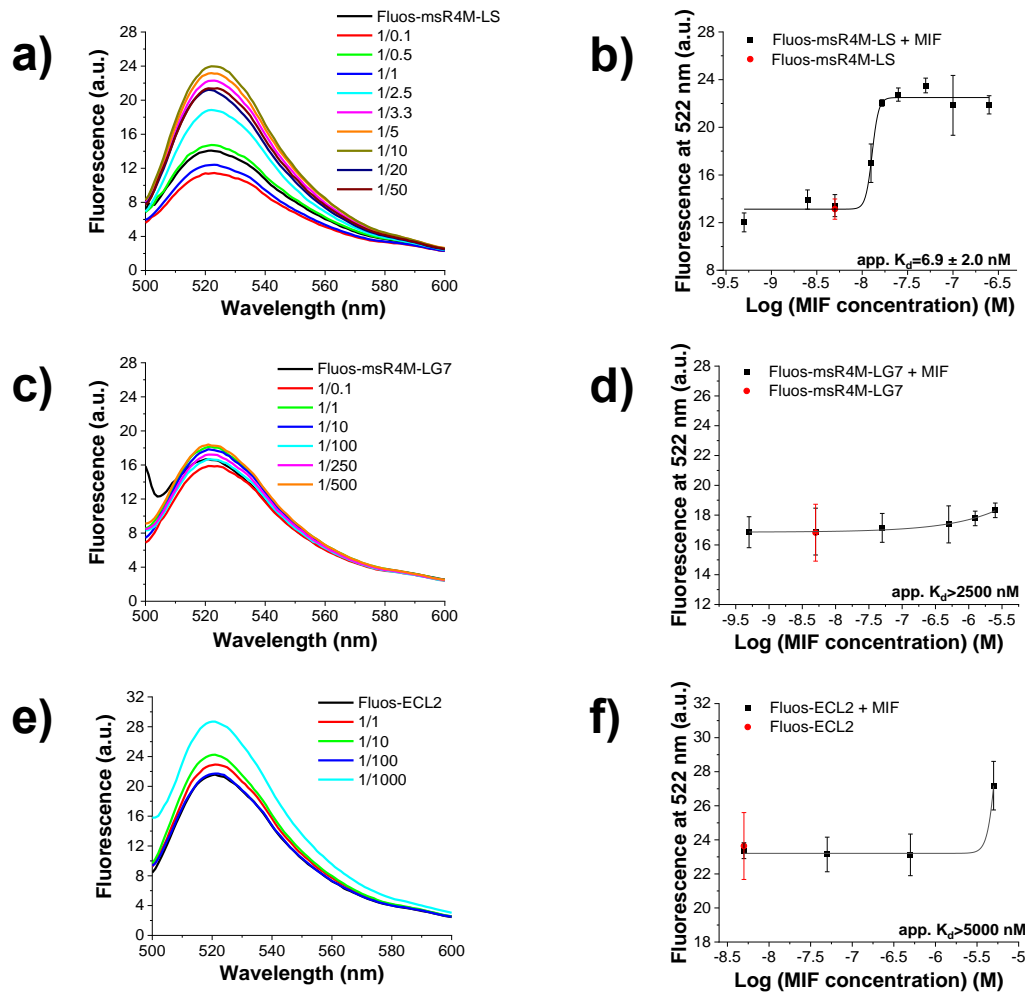 a)
Fluorescence (a.u.)
28
24
20
16
12
8
4
0
500 520 540 560 580 600
Wavelength (nm)
Fluos-msR4M-LS
1/0.1
1/0.5
1/1
1/2.5
1/3.3
1/5
1/10
1/20
1/50
b)
Fluorescence at 522 nm (a.u.)
26
22
18
14
12
8
-9.5 -9 -8.5 -8 -7.5 -7 -6.5
Log (MIF concentration) (M)
Fluos-msR4M-LS + MIF
Fluos-msR4M-LS
app. Kd=6.9 ± 2.0 nM
c)
Fluorescence (a.u.)
28
24
20
16
12
8
4
0
500 520 540 560 580 600
Wavelength (nm)
Fluos-msR4M-LG7
1/0.1
1/1
1/10
1/100
1/250
1/500
d)
Fluorescence at 522 nm (a.u.)
28
26
24
22
20
18
16
14
12
-9.5 -9 -8.5 -8 -7.5 -7 -6.5 -6 -5.5
Log (MIF concentration) (M)
Fluos-msR4M-LG7 + MIF
Fluos-msR4M-LG7
app. Kd>2500 nM
e)
Fluorescence (a.u.)
32
28
24
20
16
12
8
4
0
500 520 540 560 580 600
Wavelength (nm)
Fluos-ECL2
1/1
1/10
1/100
1/1000
f)
Fluorescence at 522 nm (a.u.)
32
30
28
26
24
22
20
18
-8.5 -8 -7.5 -7 -6.5 -6 -5.5 -5
Log (MIF concentration) (M)
Fluos-ECL2 + MIF
Fluos-ECL2
app. Kd>5000 nM